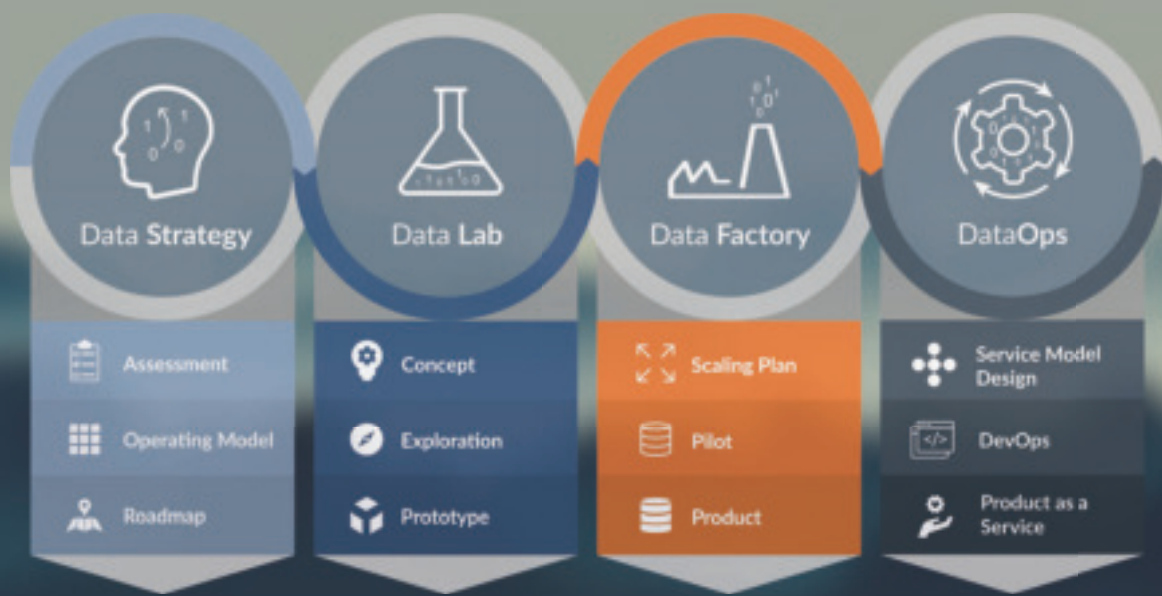 Data Strategy
Assessment
Operating Model
Roadmap
Data Lab
Concept
Exploration
Prototype
Data Factory
Scaling Plan
Pilot
Product
DataOps
Service Model
Design
DevOps
Product as a
Service